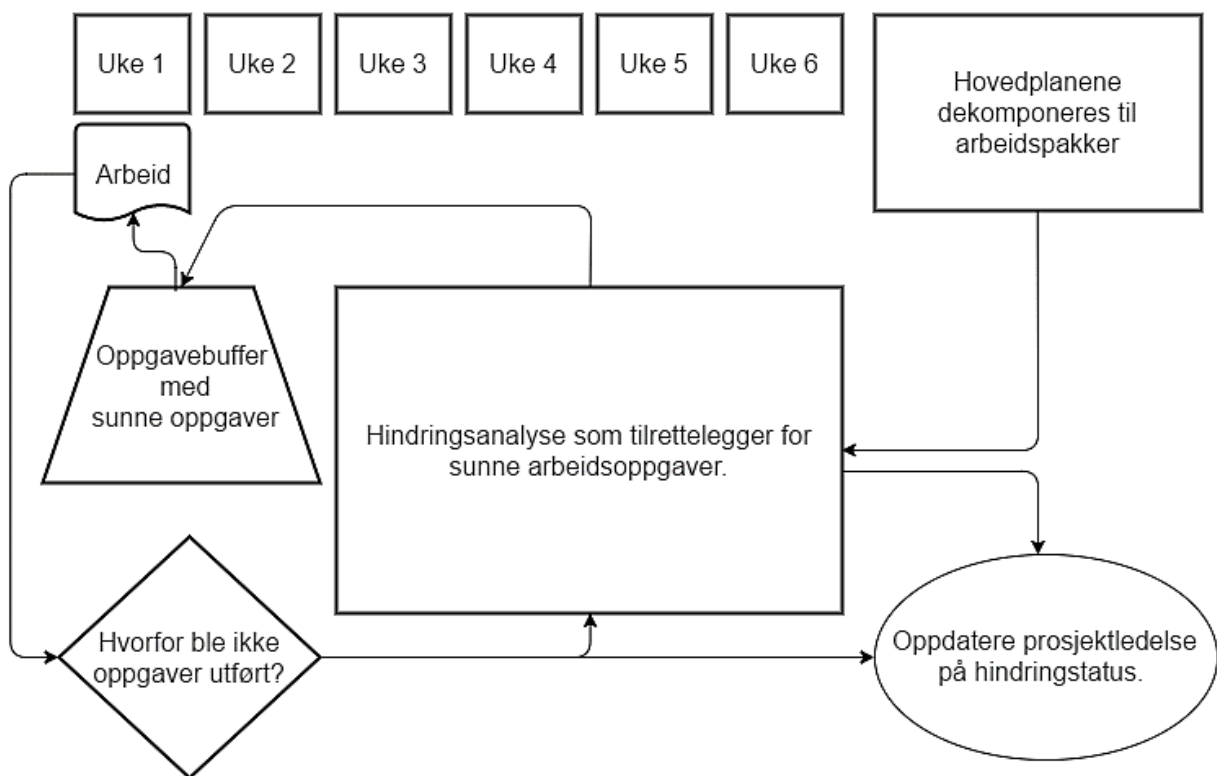 Uke 1
Uke 2
Uke 3
Uke 4
Uke 5
Uke 6
Hovedplanene
dekomponeres til
arbeidspakker
Arbeid
Oppgavebuffer
med
sunne oppgaver
Hindringsanalyse som tilrettelegger for
sunne arbeidsoppgaver.
Hvorfor ble ikke
oppgaver utført?
Oppdatere prosjektledelse
på hindringstatus.